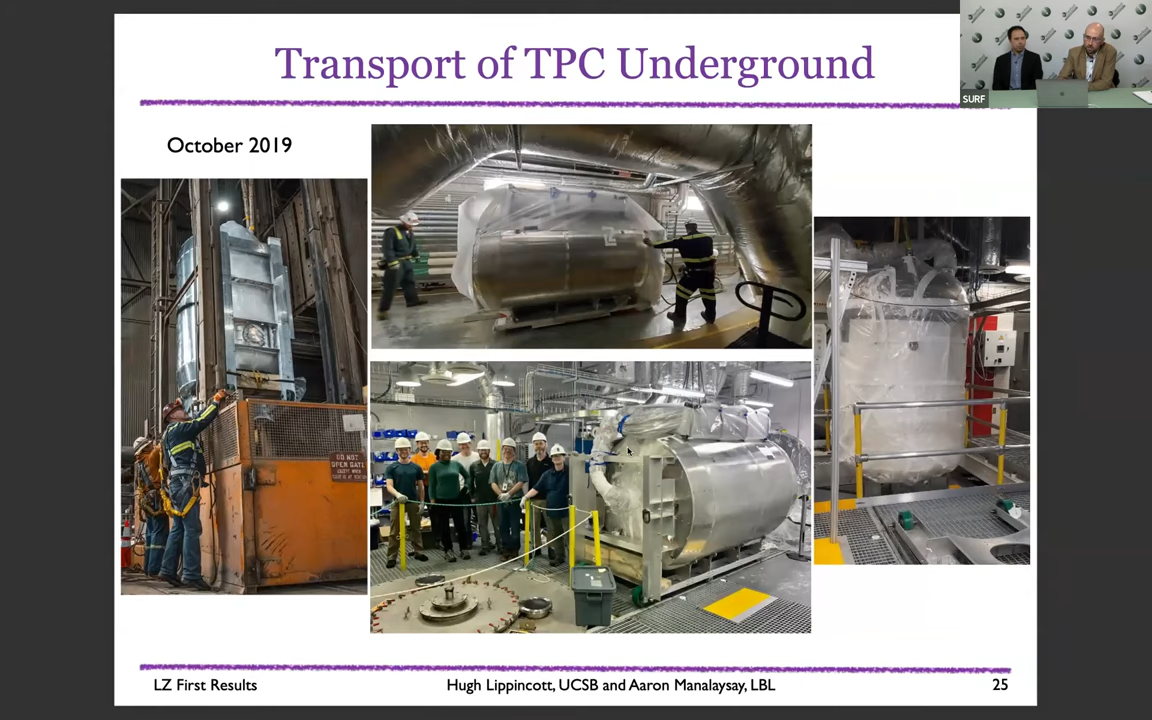 Transport of TPC Underground
SURF
October 2019
DO NOT
OPEN GATE
LZ First Results
Hugh Lippincott, UCSB and Aaron Manalaysay, LBL
25